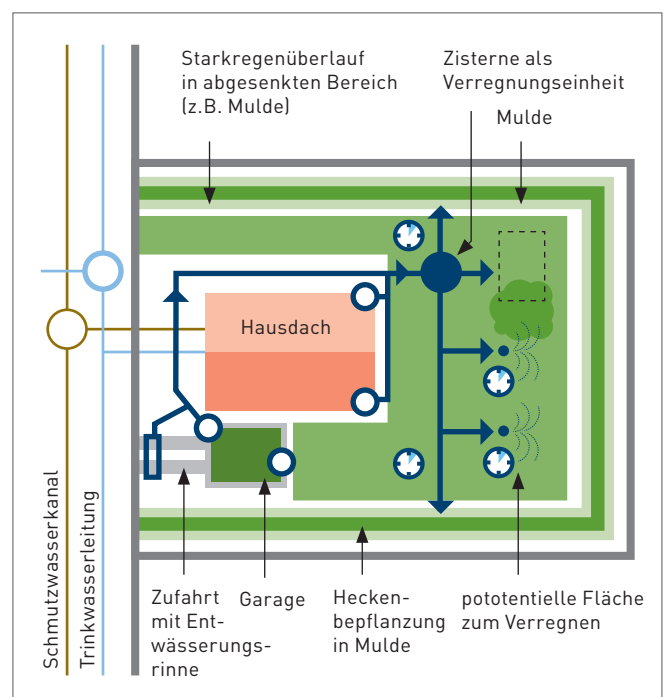 Starkregenüberlauf
in abgesenkten Bereich
(z.B. Mulde)
Zisterne als
Verregnungseinheit
Mulde
Hausdach
Schmutzwasserkanal
Trinkwasserleitung
Zufahrt
mit Ent-
wässerungs-
rinne
Garage
Hecken-
bepflanzung
in Mulde
pototentielle Fläche
zum Verregnen